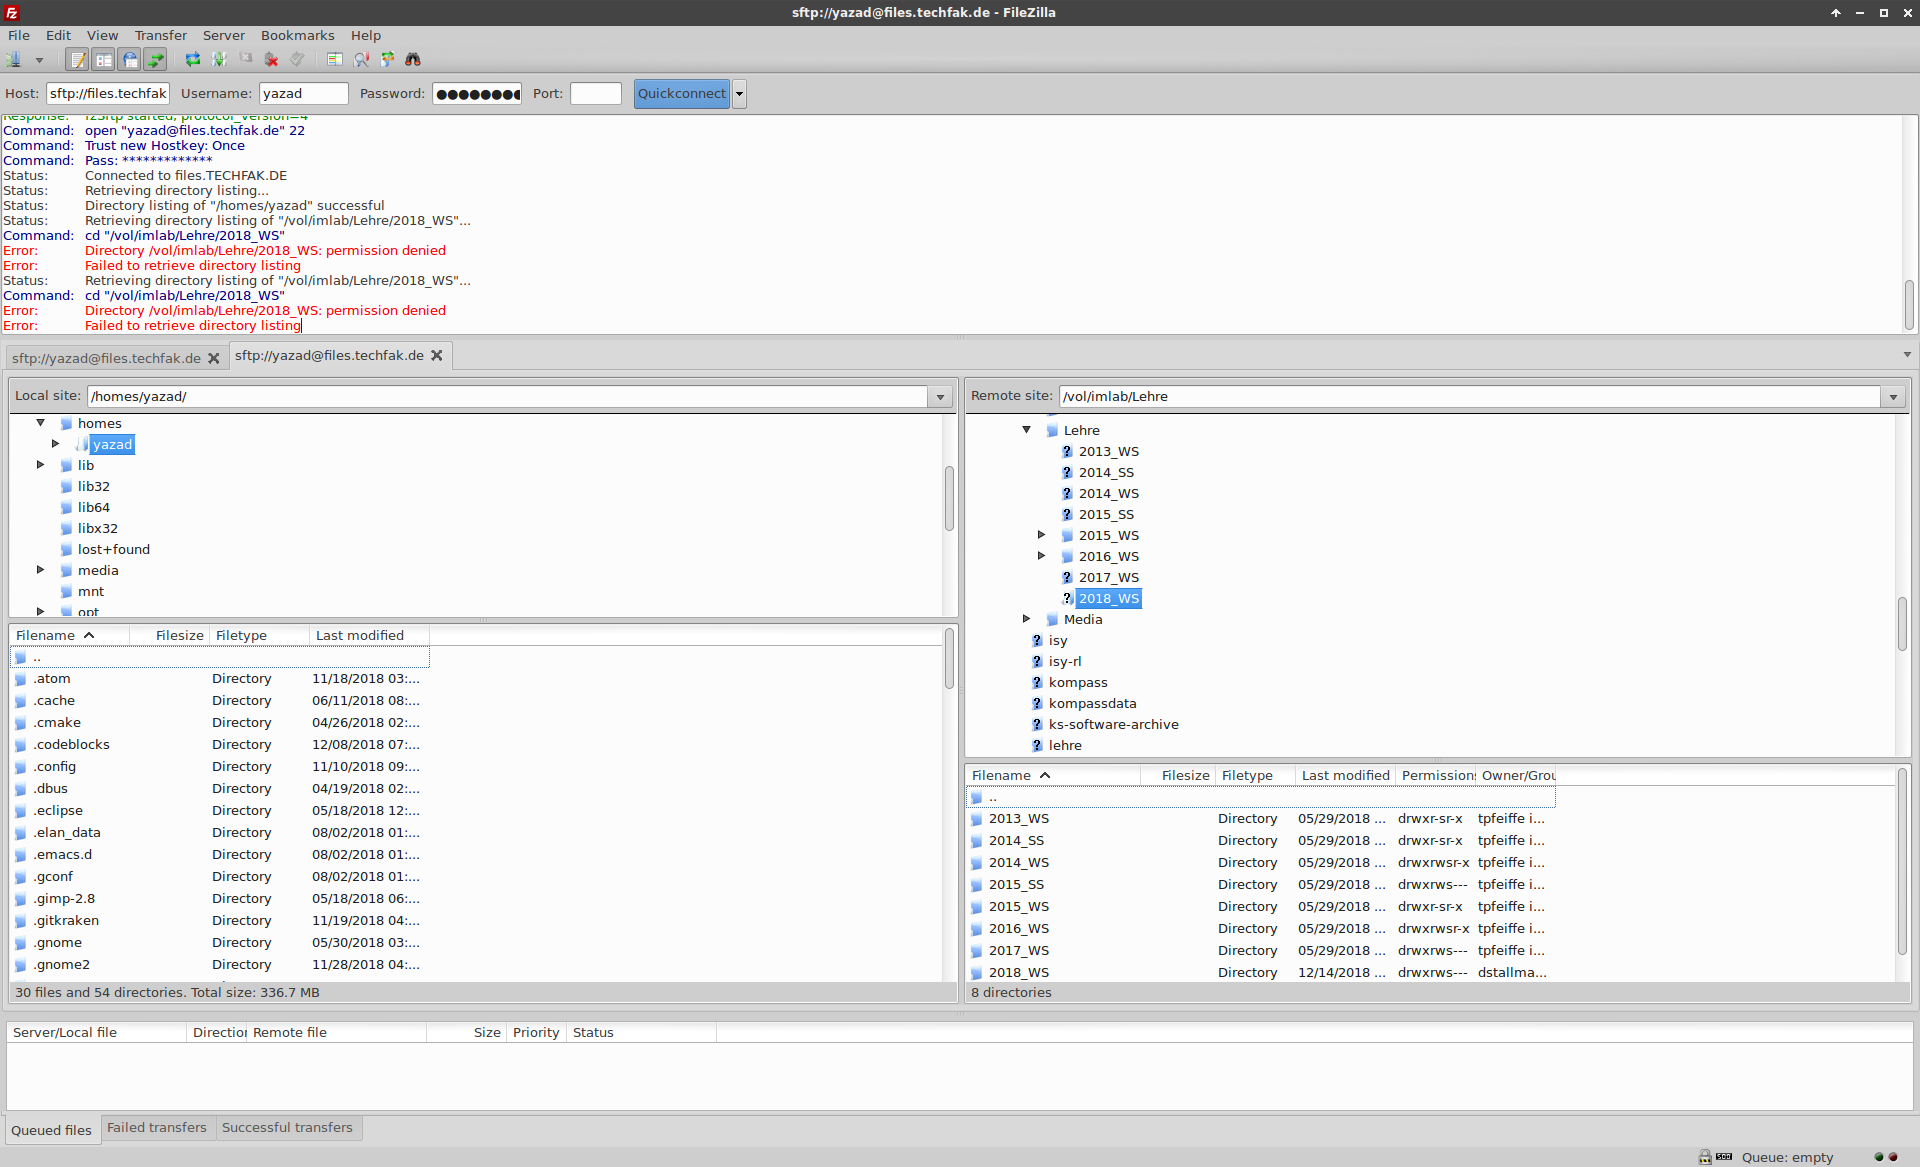 sftp://yazad@files.techfak.de - FileZilla
File Edit View Transfer Server Bookmarks Help
Host: sftp://files.techfak Username: yazad Password: ●●●●●●●● Port: Quickconnect
Response: fzSftp started, protocol_version=4
Command: open "yazad@files.techfak.de" 22
Command: Trust new Hostkey: Once
Command: Pass: *************
Status: Connected to files.TECHFAK.DE
Status: Retrieving directory listing...
Status: Directory listing of "/homes/yazad" successful
Status: Retrieving directory listing of "/vol/imlab/Lehre/2018_WS"...
Command: cd "/vol/imlab/Lehre/2018_WS"
Error: Directory /vol/imlab/Lehre/2018_WS: permission denied
Error: Failed to retrieve directory listing
Status: Retrieving directory listing of "/vol/imlab/Lehre/2018_WS"...
Command: cd "/vol/imlab/Lehre/2018_WS"
Error: Directory /vol/imlab/Lehre/2018_WS: permission denied
Error: Failed to retrieve directory listing
sftp://yazad@files.techfak.de sftp://yazad@files.techfak.de
Local site: /homes/yazad/
homes
yazad
lib
lib32
lib64
libx32
lost+found
media
mnt
opt
Filename Filesize Filetype Last modified
..
.atom Directory 11/18/2018 03:...
.cache Directory 06/11/2018 08:...
.cmake Directory 04/26/2018 02:...
.codeblocks Directory 12/08/2018 07:...
.config Directory 11/10/2018 09:...
.dbus Directory 04/19/2018 02:...
.eclipse Directory 05/18/2018 12:...
.elan_data Directory 08/02/2018 01:...
.emacs.d Directory 08/02/2018 01:...
.gconf Directory 08/02/2018 01:...
.gimp-2.8 Directory 05/18/2018 06:...
.gitkraken Directory 11/19/2018 04:...
.gnome Directory 05/30/2018 03:...
.gnome2 Directory 11/28/2018 04:...
30 files and 54 directories. Total size: 336.7 MB
Remote site: /vol/imlab/Lehre
Lehre
2013_WS
2014_SS
2014_WS
2015_SS
2015_WS
2016_WS
2017_WS
2018_WS
Media
isy
isy-rl
kompass
kompassdata
ks-software-archive
lehre
Filename Filesize Filetype Last modified Permissions Owner/Grou
..
2013_WS Directory 05/29/2018 ... drwxr-sr-x tpfeiffe i...
2014_SS Directory 05/29/2018 ... drwxr-sr-x tpfeiffe i...
2014_WS Directory 05/29/2018 ... drwxrwsr-x tpfeiffe i...
2015_SS Directory 05/29/2018 ... drwxrws--- tpfeiffe i...
2015_WS Directory 05/29/2018 ... drwxr-sr-x tpfeiffe i...
2016_WS Directory 05/29/2018 ... drwxrwsr-x tpfeiffe i...
2017_WS Directory 05/29/2018 ... drwxrws--- tpfeiffe i...
2018_WS Directory 12/14/2018 ... drwxrws--- dstallma...
8 directories
Server/Local file Direction Remote file Size Priority Status
Queued files Failed transfers Successful transfers
Queue: empty